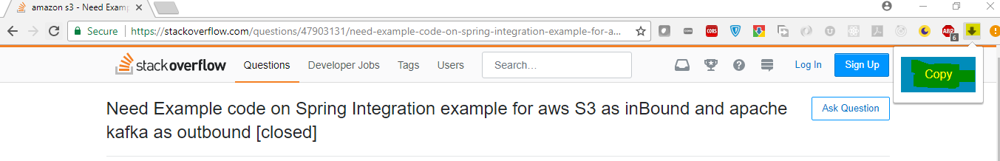 amazon s3 - Need Examp
Secure | https://stackoverflow.com/questions/47903131/need-example-code-on-spring-integration-example-for-a...
CORS
ABP
6
stackoverflow Questions Developer Jobs Tags Users Search... Log In Sign Up
Copy
Need Example code on Spring Integration example for aws S3 as inBound and apache
kafka as outbound [closed]
Ask Question